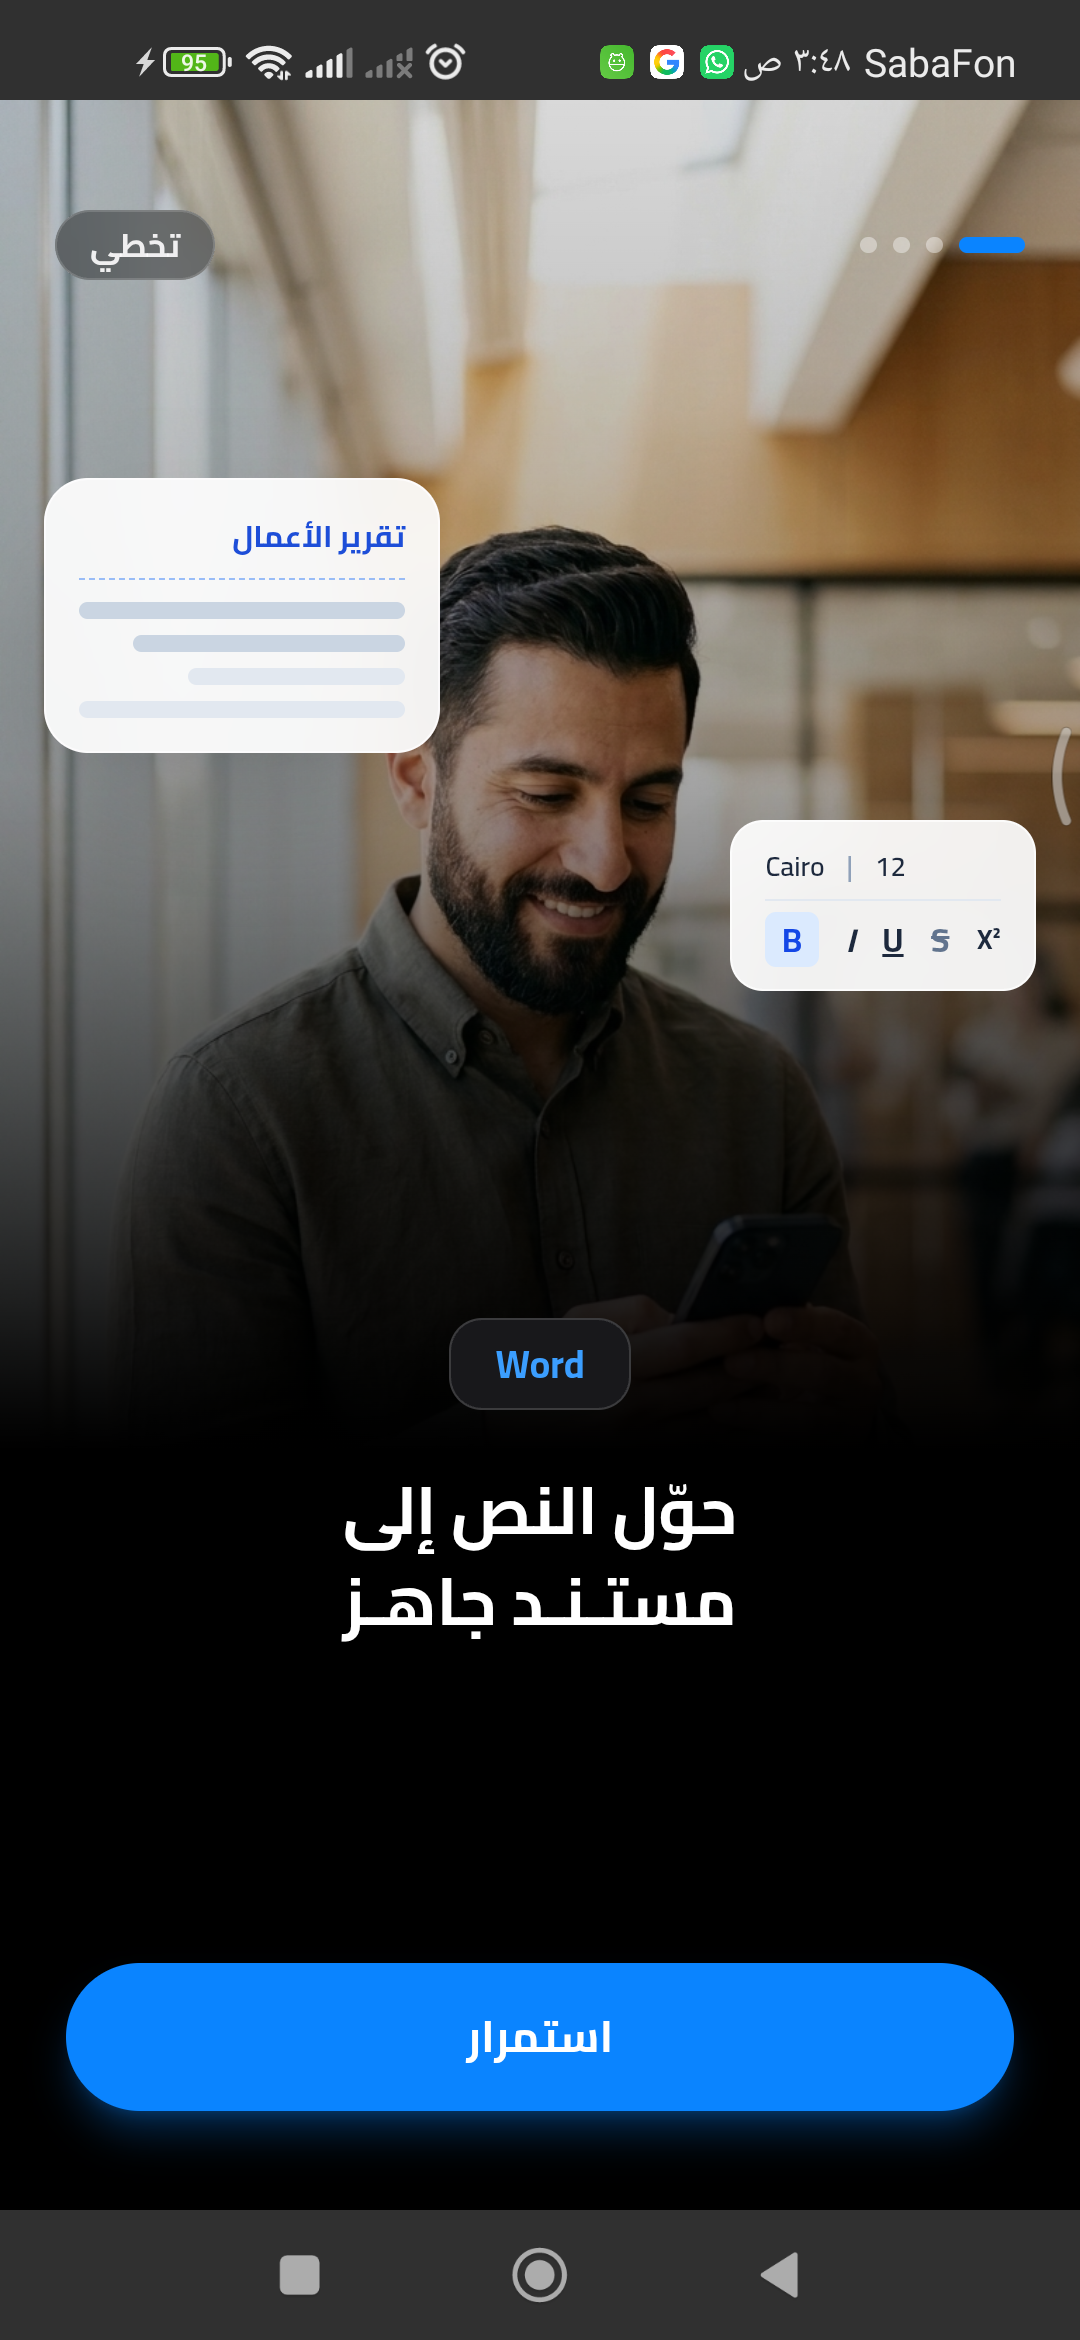 95
٣:٤٨ ص SabaFon
تخطي
تقرير الأعمال
Cairo | 12
B I U S X²
Word
حوّل النص إلى
مستـنـد جاهـز
استمرار